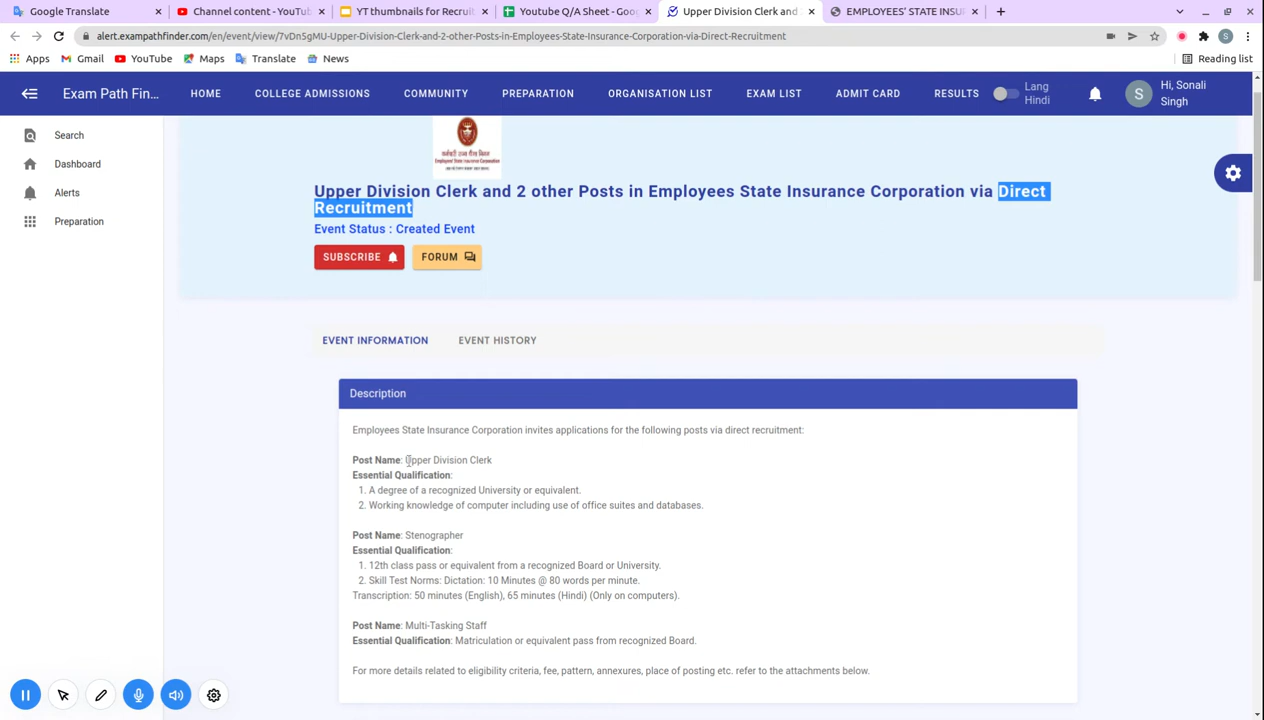 Google Translate
Channel content - YouTu
YT thumbnails for Recruit
Youtube Q/A Sheet - Goog
Upper Division Clerk and
EMPLOYEES' STATE INSU
alert.exampathfinder.com/en/event/view/7vDn5gMU-Upper-Division-Clerk-and-2-other-Posts-in-Employees-State-Insurance-Corporation-via-Direct-Recruitment
S
Apps
Gmail
YouTube
Maps
Translate
News
Reading list
Exam Path Fin...
HOME
COLLEGE ADMISSIONS
COMMUNITY
PREPARATION
ORGANISATION LIST
EXAM LIST
ADMIT CARD
RESULTS
Lang
Hindi
S
Hi, Sonali
Singh
Search
Dashboard
Alerts
Preparation
Upper Division Clerk and 2 other Posts in Employees State Insurance Corporation via Direct
Recruitment
Event Status : Created Event
SUBSCRIBE
FORUM
EVENT INFORMATION
EVENT HISTORY
Description
Employees State Insurance Corporation invites applications for the following posts via direct recruitment:
Post Name: Upper Division Clerk
Essential Qualification:
1. A degree of a recognized University or equivalent.
2. Working knowledge of computer including use of office suites and databases.
Post Name: Stenographer
Essential Qualification:
1. 12th class pass or equivalent from a recognized Board or University.
2. Skill Test Norms: Dictation: 10 Minutes @ 80 words per minute.
Transcription: 50 minutes (English), 65 minutes (Hindi) (Only on computers).
Post Name: Multi-Tasking Staff
Essential Qualification: Matriculation or equivalent pass from recognized Board.
For more details related to eligibility criteria, fee, pattern, annexures, place of posting etc. refer to the attachments below.